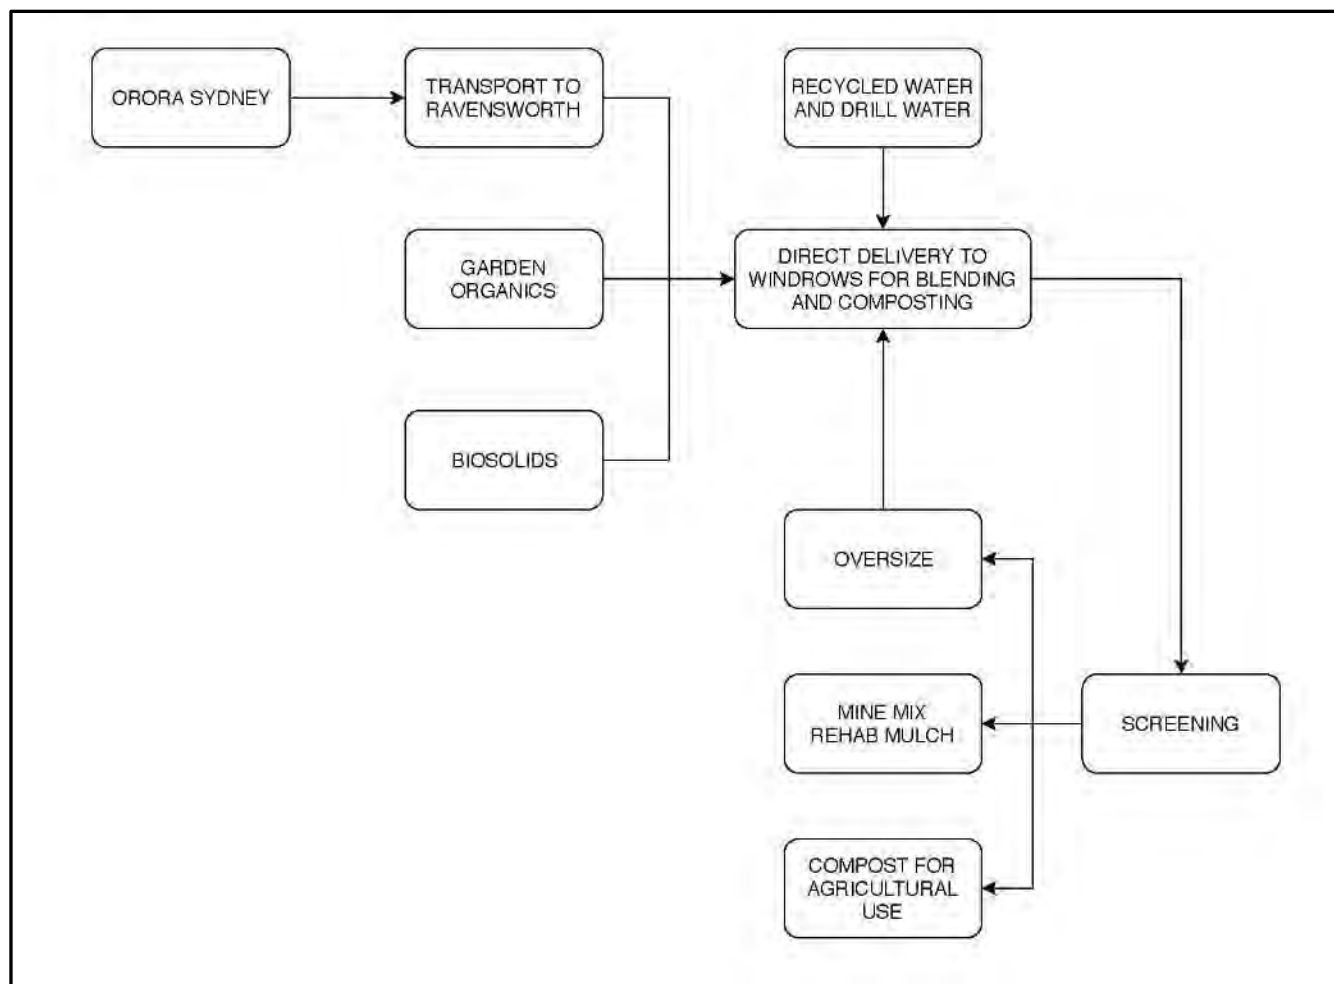 ORORA SYDNEY
TRANSPORT TO
RAVENSWORTH
RECYCLED WATER
AND DRILL WATER
GARDEN
ORGANICS
DIRECT DELIVERY TO
WINDROWS FOR BLENDING
AND COMPOSTING
BIOSOLIDS
OVERSIZE
MINE MIX
REHAB MULCH
SCREENING
COMPOST FOR
AGRICULTURAL
USE